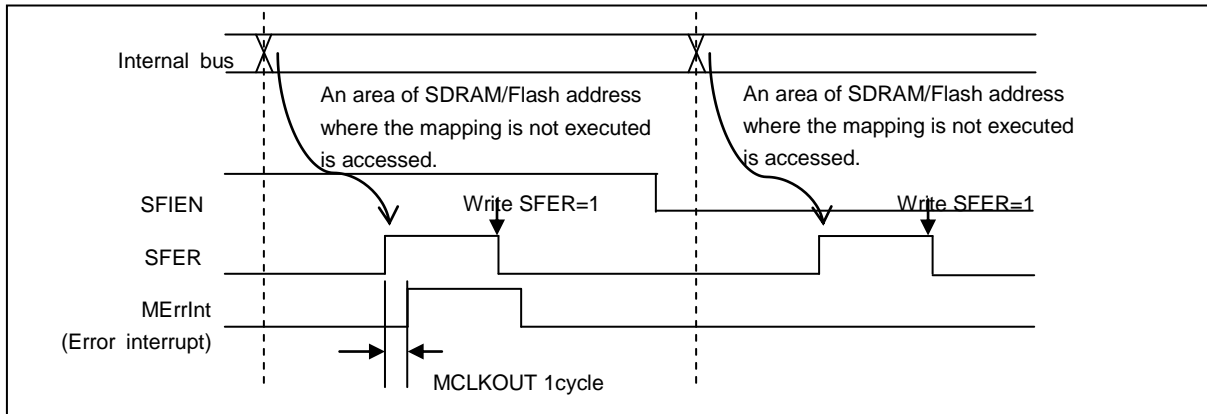 Internal bus
An area of SDRAM/Flash address
where the mapping is not executed
is accessed.
An area of SDRAM/Flash address
where the mapping is not executed
is accessed.
SFIEN
Write SFER=1
Write SFER=1
SFER
MErrInt
(Error interrupt)
MCLKOUT 1cycle